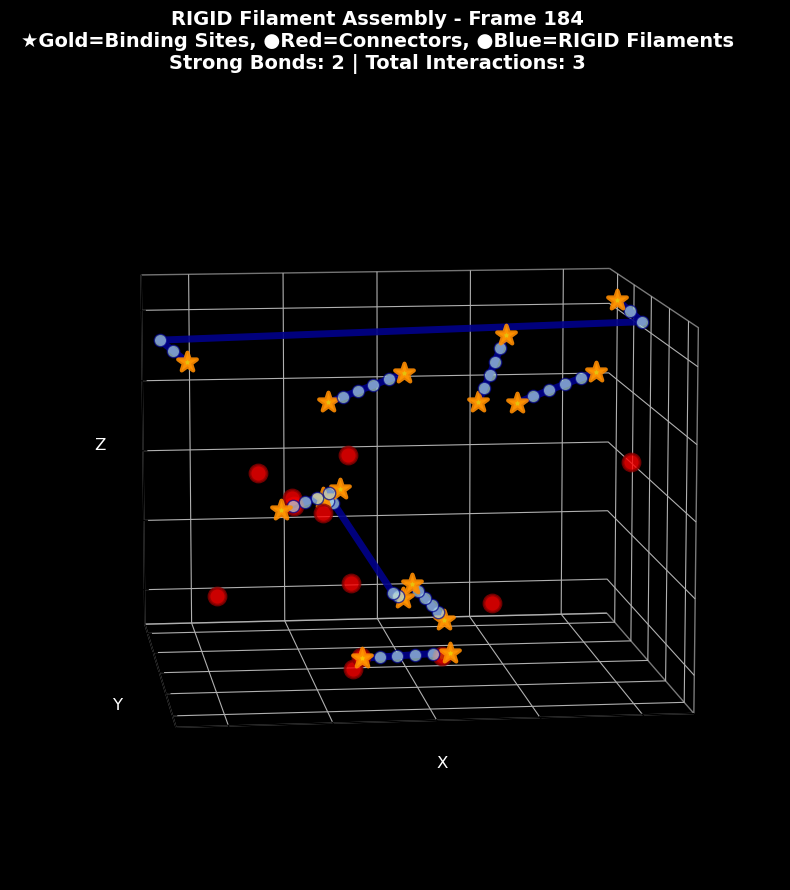 RIGID Filament Assembly - Frame 184
★Gold=Binding Sites, ●Red=Connectors, ●Blue=RIGID Filaments
Strong Bonds: 2 | Total Interactions: 3
Z
Y
X